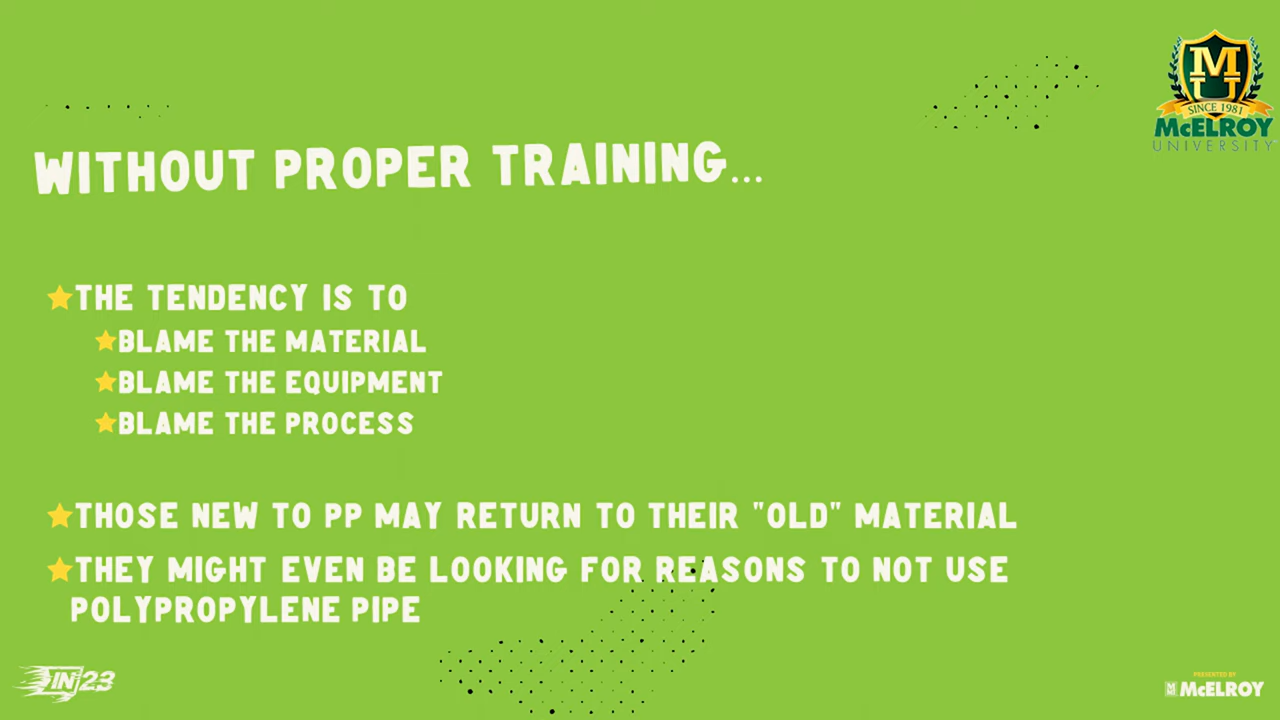 SINCE 1981
McELROY
UNIVERSITY
WITHOUT PROPER TRAINING...
THE TENDENCY IS TO
BLAME THE MATERIAL
BLAME THE EQUIPMENT
BLAME THE PROCESS
THOSE NEW TO PP MAY RETURN TO THEIR "OLD" MATERIAL
THEY MIGHT EVEN BE LOOKING FOR REASONS TO NOT USE
POLYPROPYLENE PIPE
IN23
PRESENTED BY
McELROY